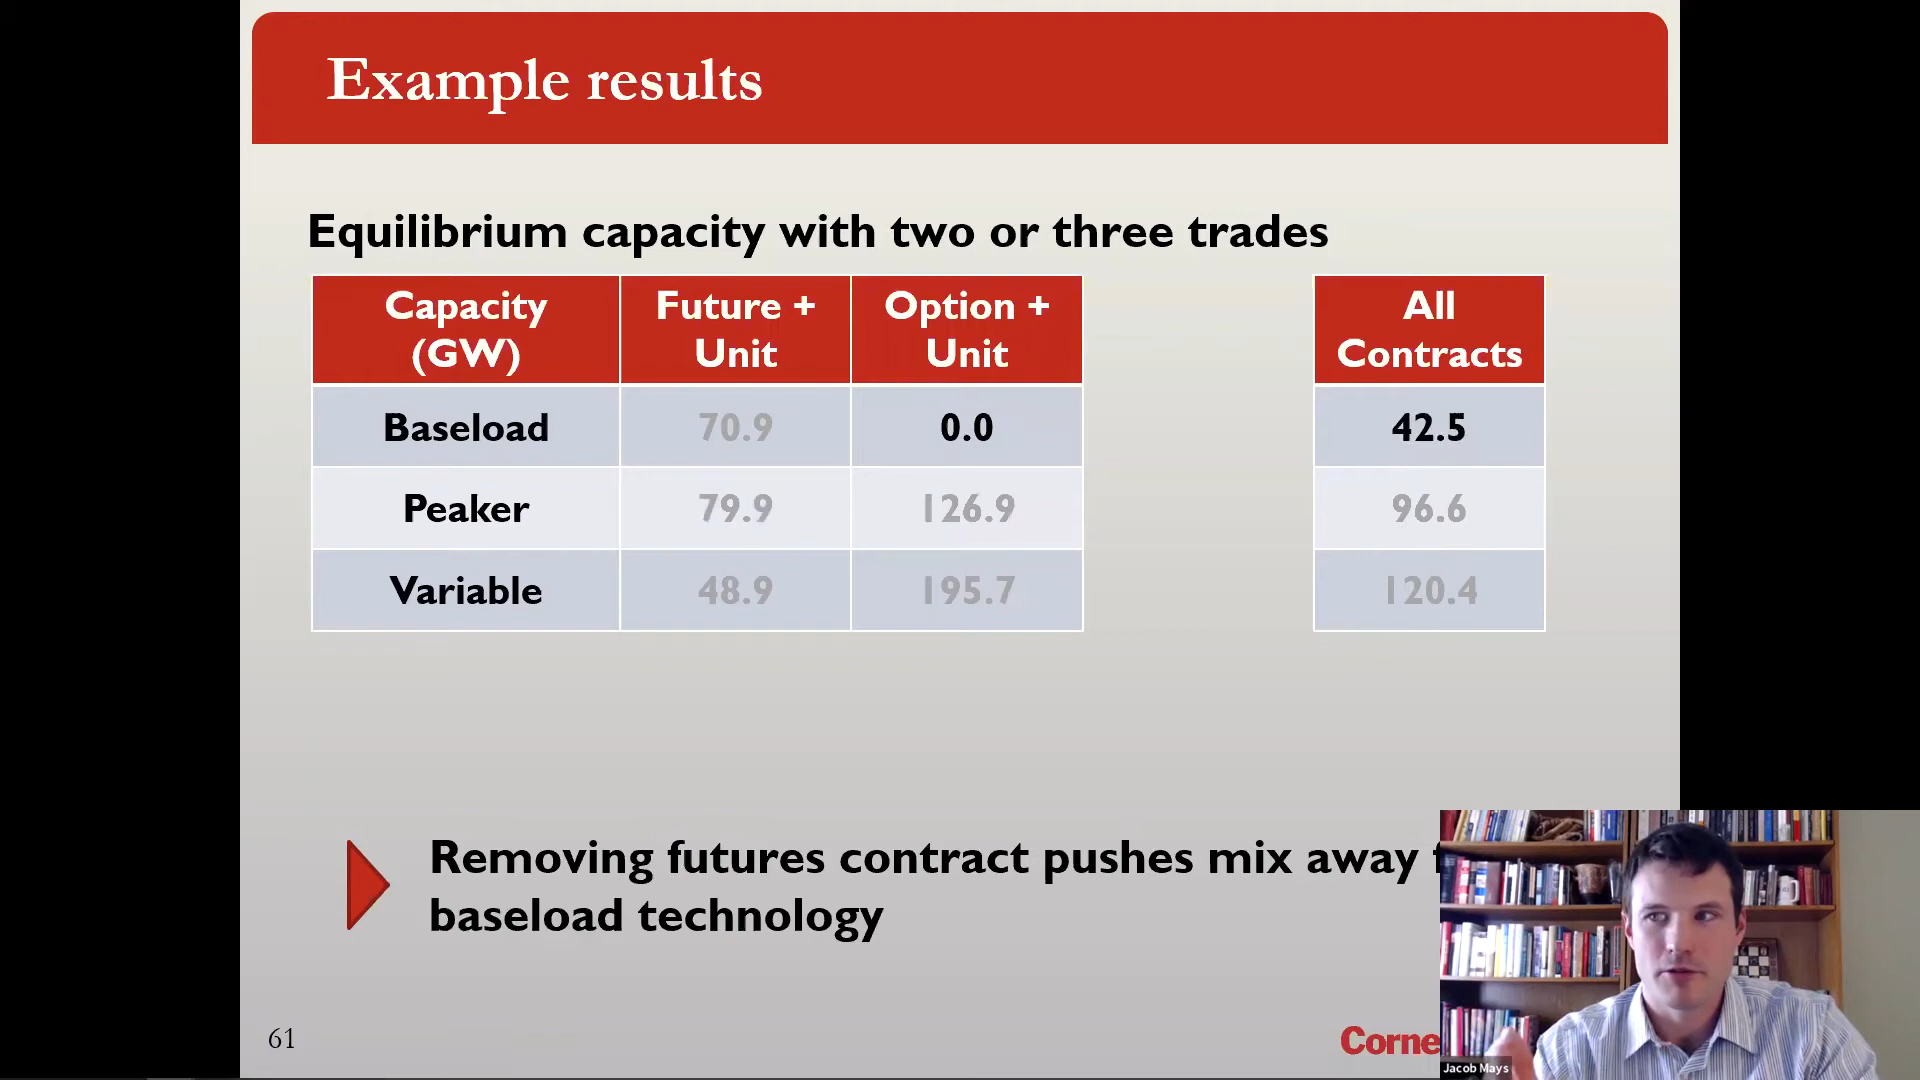 Example results
Equilibrium capacity with two or three trades
Capacity (GW) Future + Unit Option + Unit All Contracts
Baseload 70.9 0.0 42.5
Peaker 79.9 126.9 96.6
Variable 48.9 195.7 120.4
Removing futures contract pushes mix away
baseload technology
61
Corne
Jacob Mays